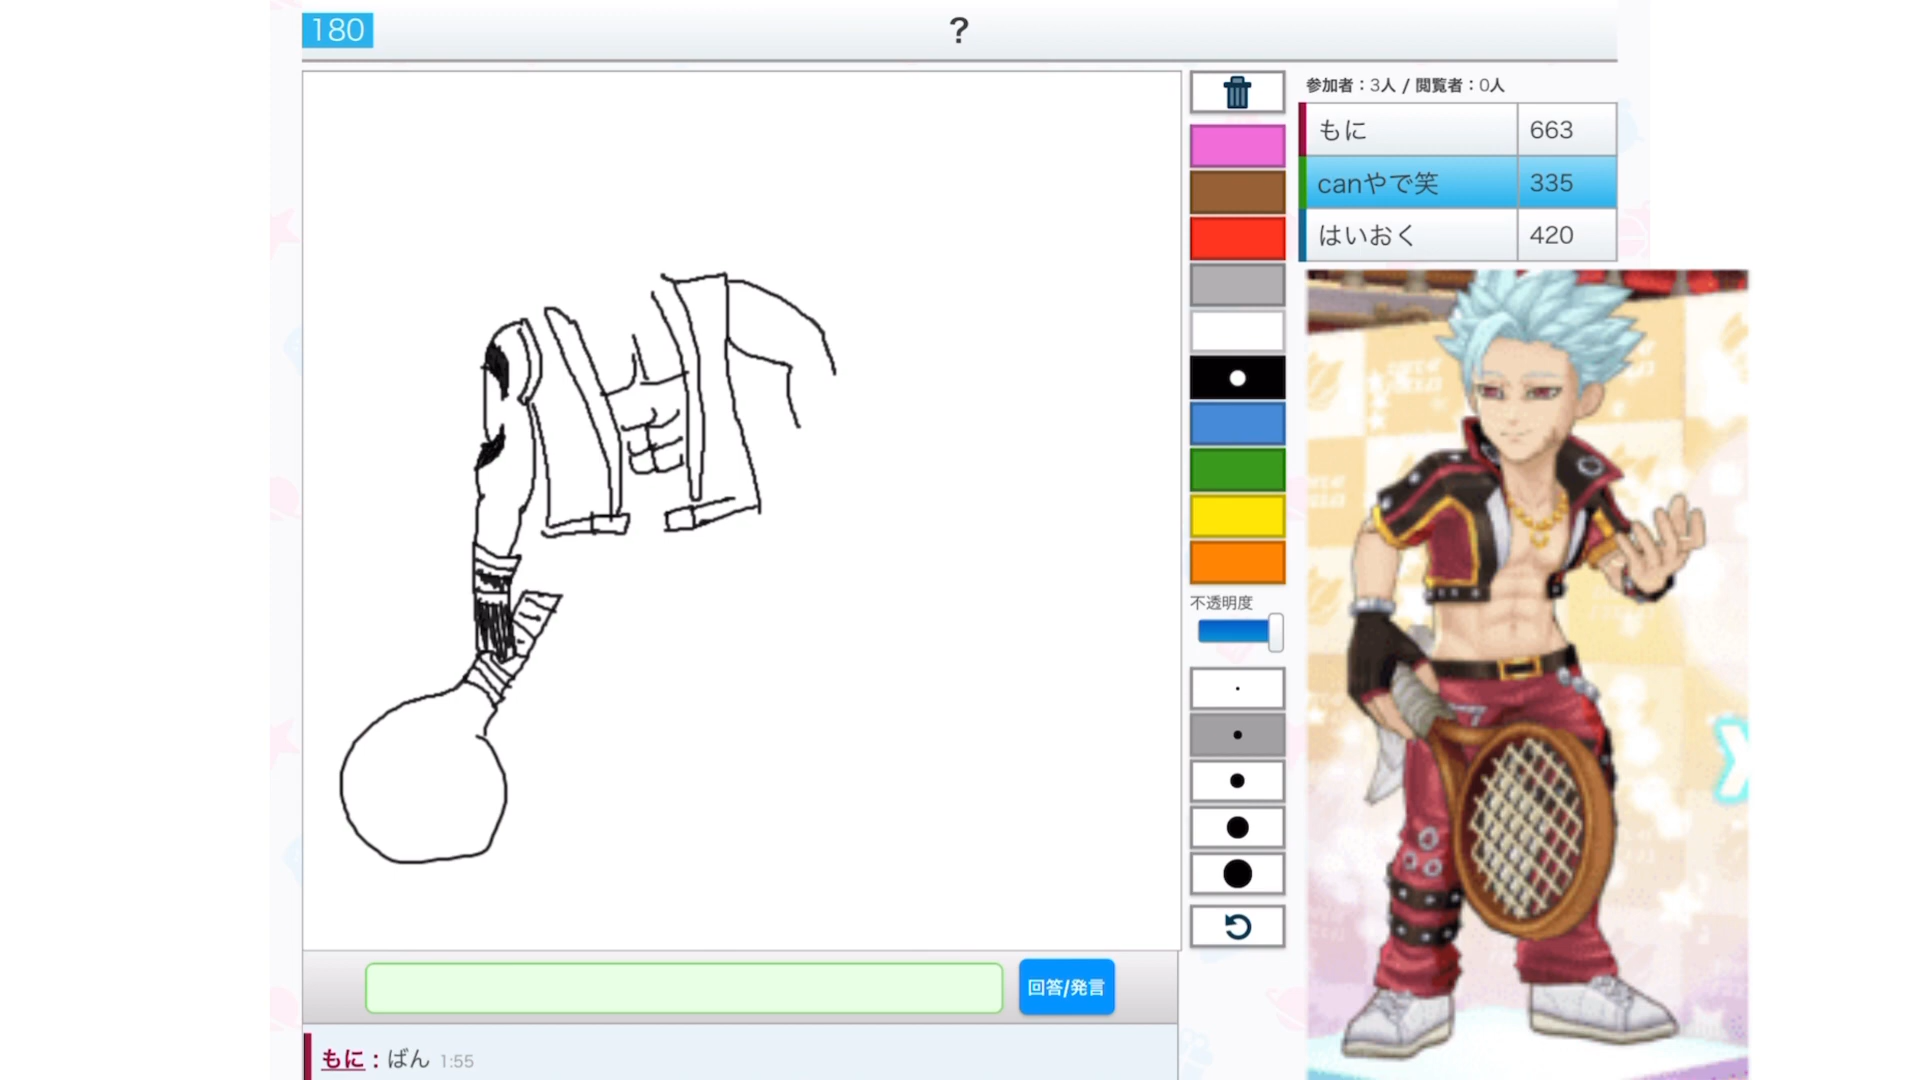 180
?
参加者：3人 / 閲覧者：0人
もに 663
canやで笑 335
はいおく 420
不透明度
回答/発言
もに：ばん 1:55